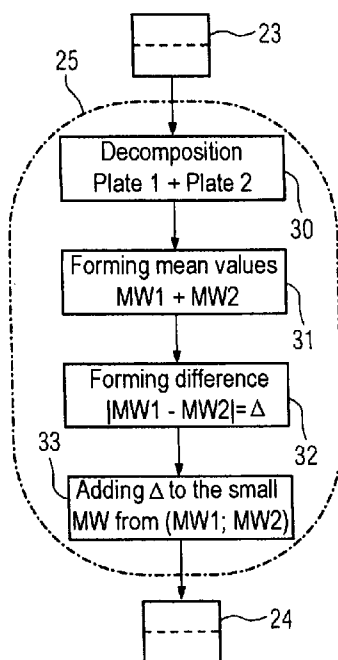 23
25
Decomposition
Plate 1 + Plate 2
30
Forming mean values
MW1 + MW2
31
Forming difference
|MW1 - MW2|= Δ
32
33
Adding Δ to the small
MW from (MW1; MW2)
24